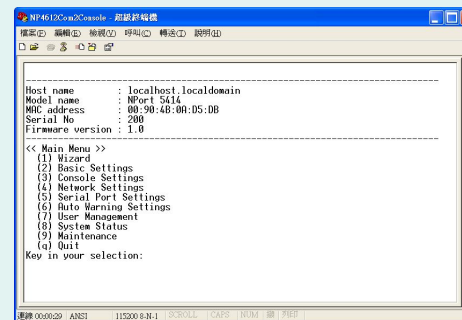 NP4612Com2Console - 超級終端機
檔案(F) 編輯(E) 檢視(V) 呼叫(C) 轉送(T) 說明(H)
Host name : localhost.localdomain
Model name : NPort 5414
MAC address : 00:90:4B:0A:D5:DB
Serial No : 200
Firmware version : 1.0
<< Main Menu >>
(1) Wizard
(2) Basic Settings
(3) Console Settings
(4) Network Settings
(5) Serial Port Settings
(6) Auto Warning Settings
(7) User Management
(8) System Status
(9) Maintenance
(q) Quit
Key in your selection:
連線 00:00:29 ANSI 115200 8-N-1 SCROLL CAPS NUM 擷 列印